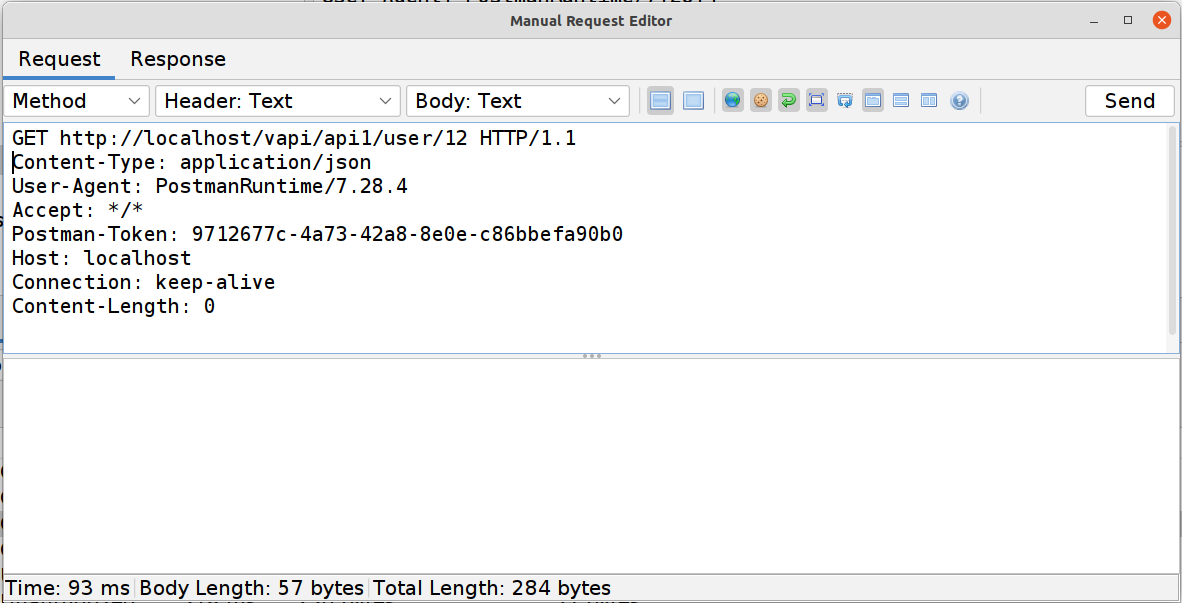 Manual Request Editor
Request Response
Method Header: Text Body: Text Send
GET http://localhost/vapi/api1/user/12 HTTP/1.1
Content-Type: application/json
User-Agent: PostmanRuntime/7.28.4
Accept: */*
Postman-Token: 9712677c-4a73-42a8-8e0e-c86bbefa90b0
Host: localhost
Connection: keep-alive
Content-Length: 0
Time: 93 ms Body Length: 57 bytes Total Length: 284 bytes